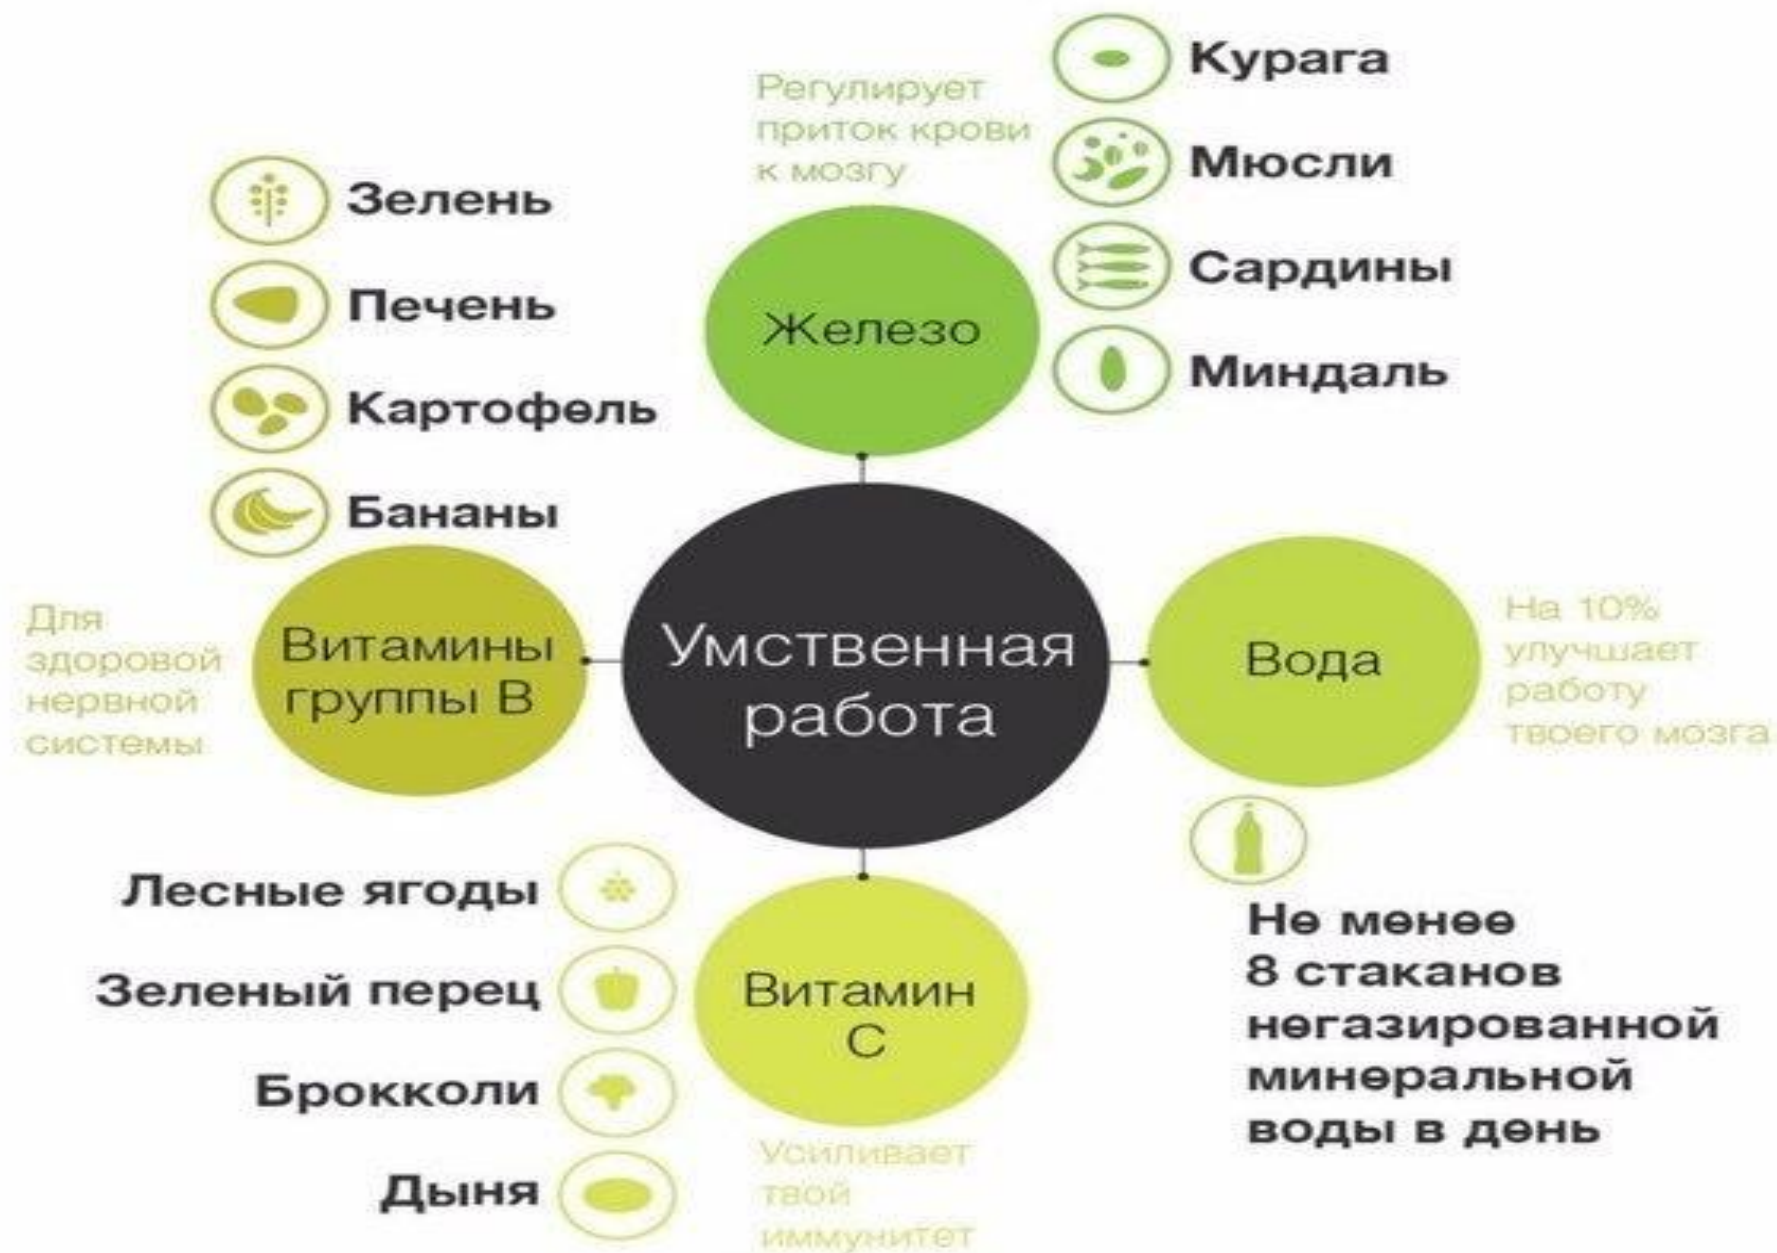 Регулирует
приток крови
к мозгу
Курага
Мюсли
Сардины
Миндаль
Железо
Зелень
Печень
Картофель
Бананы
Для
здоровой
нервной
системы
Витамины
группы В
Умственная
работа
Вода
На 10%
улучшает
работу
твоего мозга
Не менее
8 стаканов
негазированной
минеральной
воды в день
Лесные ягоды
Зеленый перец
Брокколи
Дыня
Витамин
С
Усиливает
твой
иммунитет